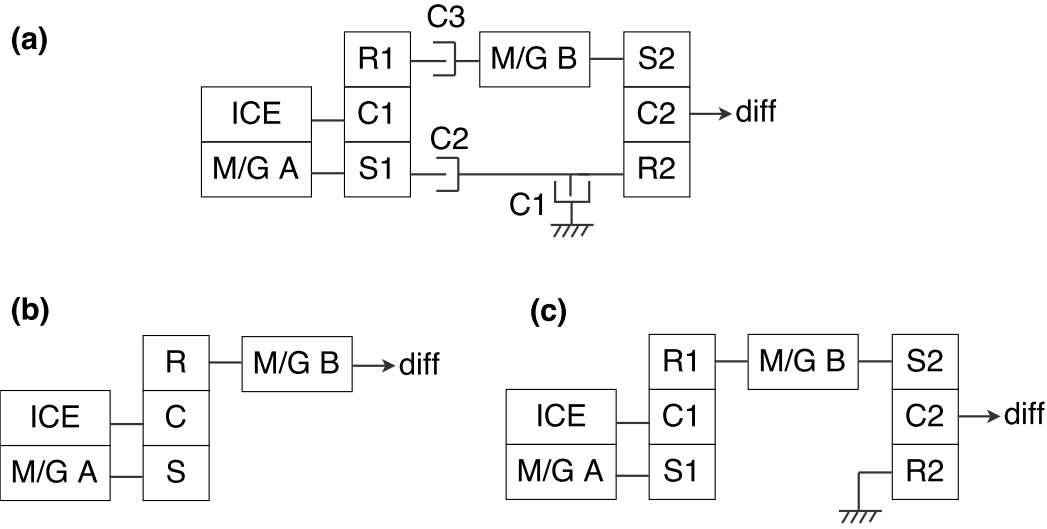 (a)
C3
R1
M/G B
S2
ICE
C1
C2
diff
C2
M/G A
S1
R2
C1
(b)
R
M/G B
diff
ICE
C
M/G A
S
(c)
R1
M/G B
S2
ICE
C1
C2
diff
M/G A
S1
R2